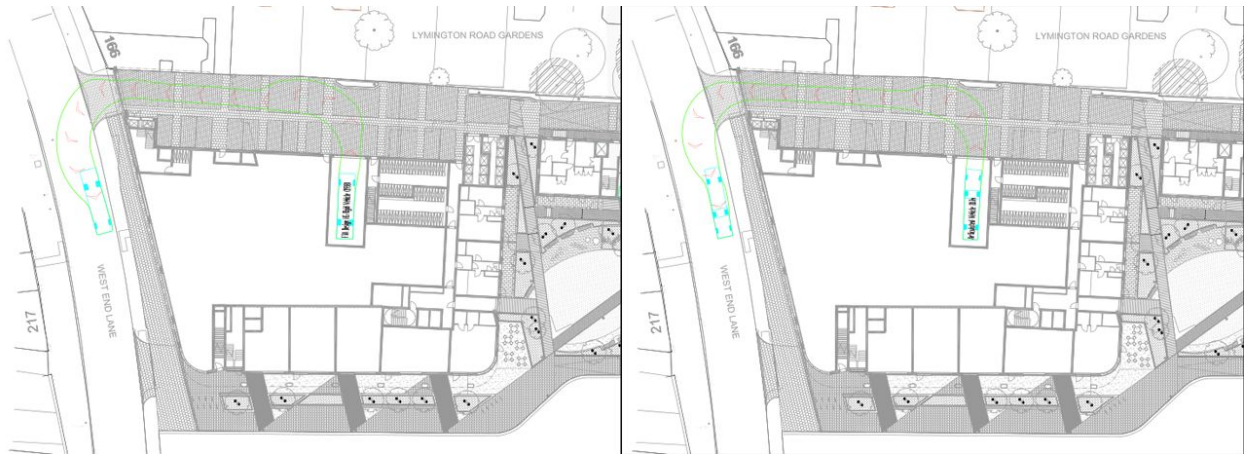 166
LYMINGTON ROAD GARDENS
WEST END LANE
217
166
LYMINGTON ROAD GARDENS
WEST END LANE
217